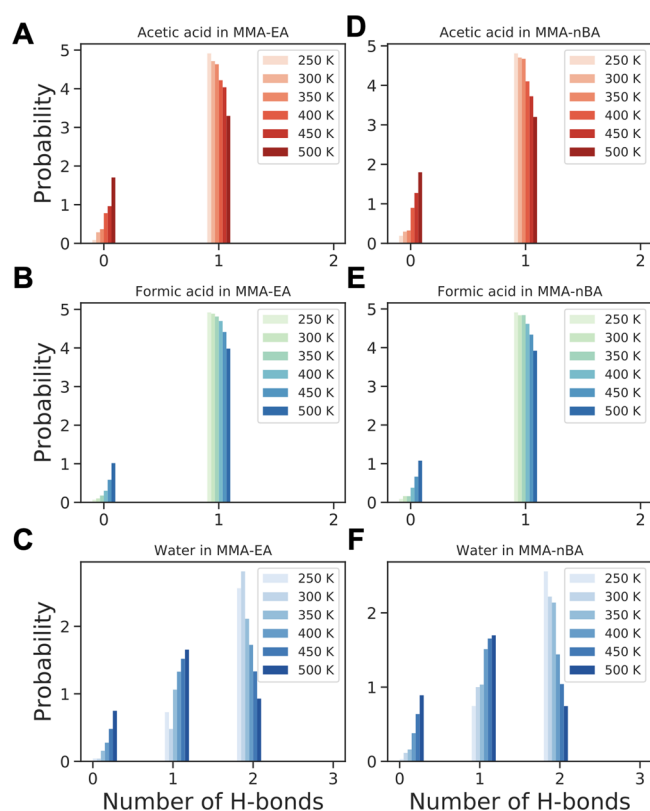 A
Acetic acid in MMA-EA
Probability
5
4
3
2
1
0
250 K
300 K
350 K
400 K
450 K
500 K
0 1 2
D
Acetic acid in MMA-nBA
5
4
3
2
1
0
250 K
300 K
350 K
400 K
450 K
500 K
0 1 2
B
Formic acid in MMA-EA
Probability
5
4
3
2
1
0
250 K
300 K
350 K
400 K
450 K
500 K
0 1 2
E
Formic acid in MMA-nBA
5
4
3
2
1
0
250 K
300 K
350 K
400 K
450 K
500 K
0 1 2
C
Water in MMA-EA
Probability
2
1
0
250 K
300 K
350 K
400 K
450 K
500 K
0 1 2 3
Number of H-bonds
F
Water in MMA-nBA
2
1
0
250 K
300 K
350 K
400 K
450 K
500 K
0 1 2 3
Number of H-bonds